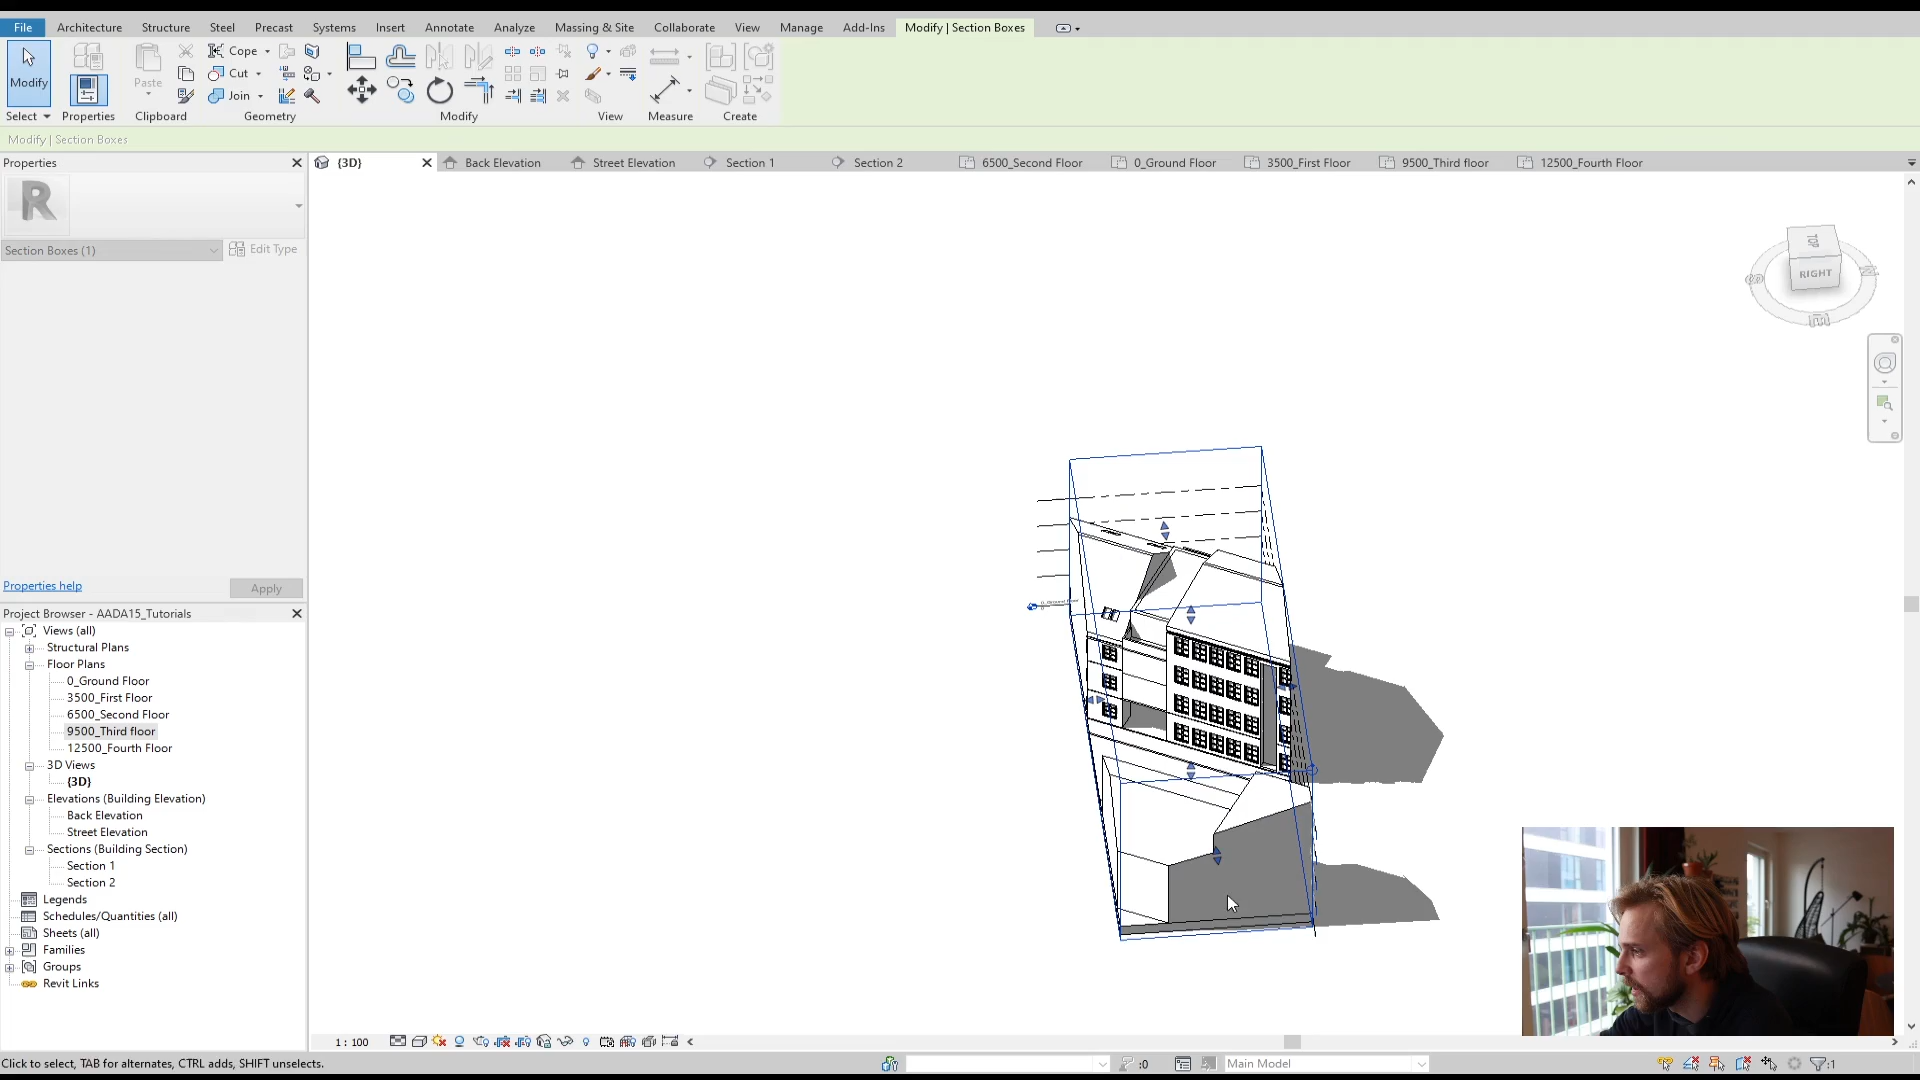 File Architecture Structure Steel Precast Systems Insert Annotate Analyze Massing & Site Collaborate View Manage Add-Ins Modify | Section Boxes
Modify
Paste
Cope
Cut
Join
Select Properties Clipboard Geometry Modify View Measure Create
Modify | Section Boxes
Properties
{3D} Back Elevation Street Elevation Section 1 Section 2 6500_Second Floor 0_Ground Floor 3500_First Floor 9500_Third floor 12500_Fourth Floor
R
Section Boxes (1)
Edit Type
TOP
RIGHT
E
Properties help
Apply
Project Browser - AADA15_Tutorials
Views (all)
Structural Plans
Floor Plans
0_Ground Floor
3500_First Floor
6500_Second Floor
9500_Third floor
12500_Fourth Floor
3D Views
{3D}
Elevations (Building Elevation)
Back Elevation
Street Elevation
Sections (Building Section)
Section 1
Section 2
Legends
Schedules/Quantities (all)
Sheets (all)
Families
Groups
Revit Links
1 : 100
Click to select, TAB for alternates, CTRL adds, SHIFT unselects.
:0
Main Model
:1